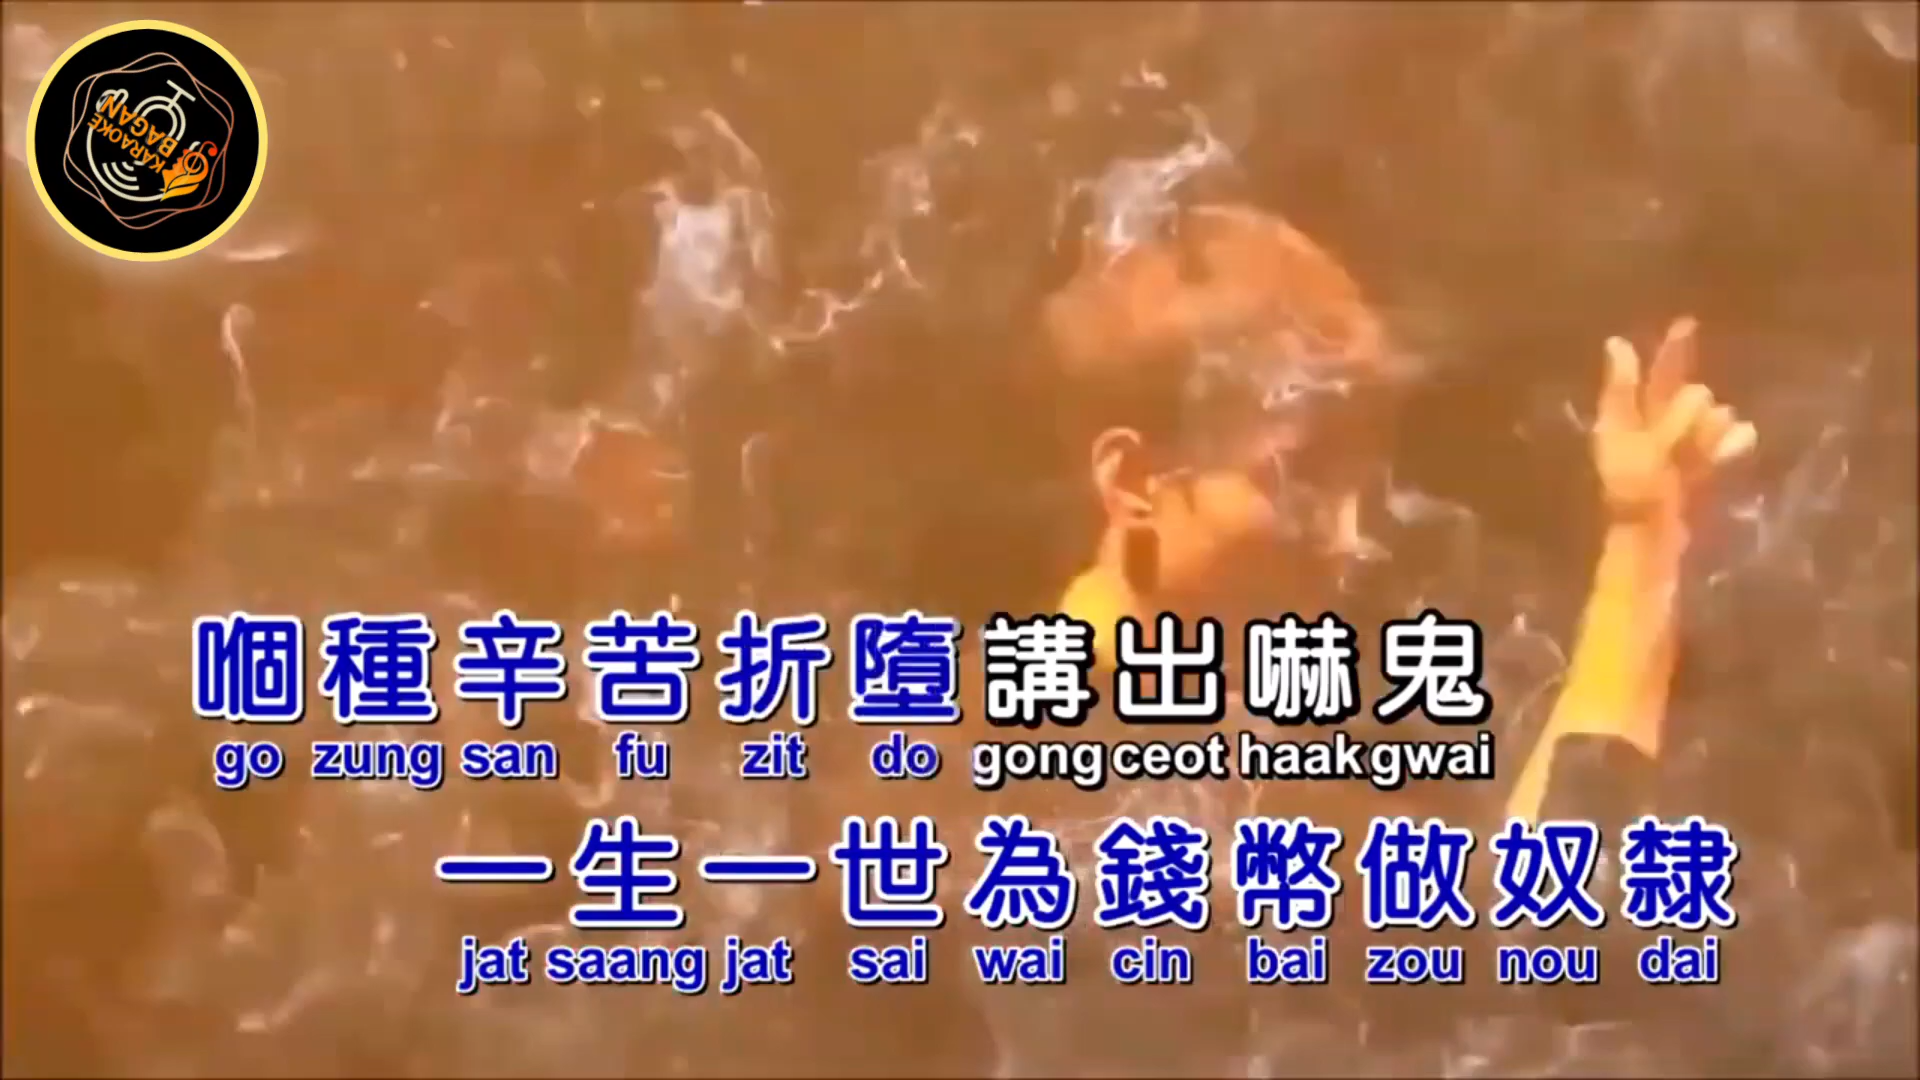 KARAOKE
BAGAN
嗰種辛苦折墮講出嚇鬼
go zung san fu zit do gong ceot haak gwai
一生一世為錢幣做奴隸
jat saang jat sai wai cin bai zou nou dai